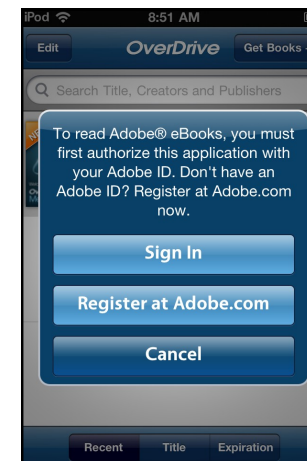 iPod 8:51 AM
Edit OverDrive Get Books
Search Title, Creators and Publishers
To read Adobe® eBooks, you must
first authorize this application with
your Adobe ID. Don't have an
Adobe ID? Register at Adobe.com
now.
Sign In
Register at Adobe.com
Cancel
Recent Title Expiration